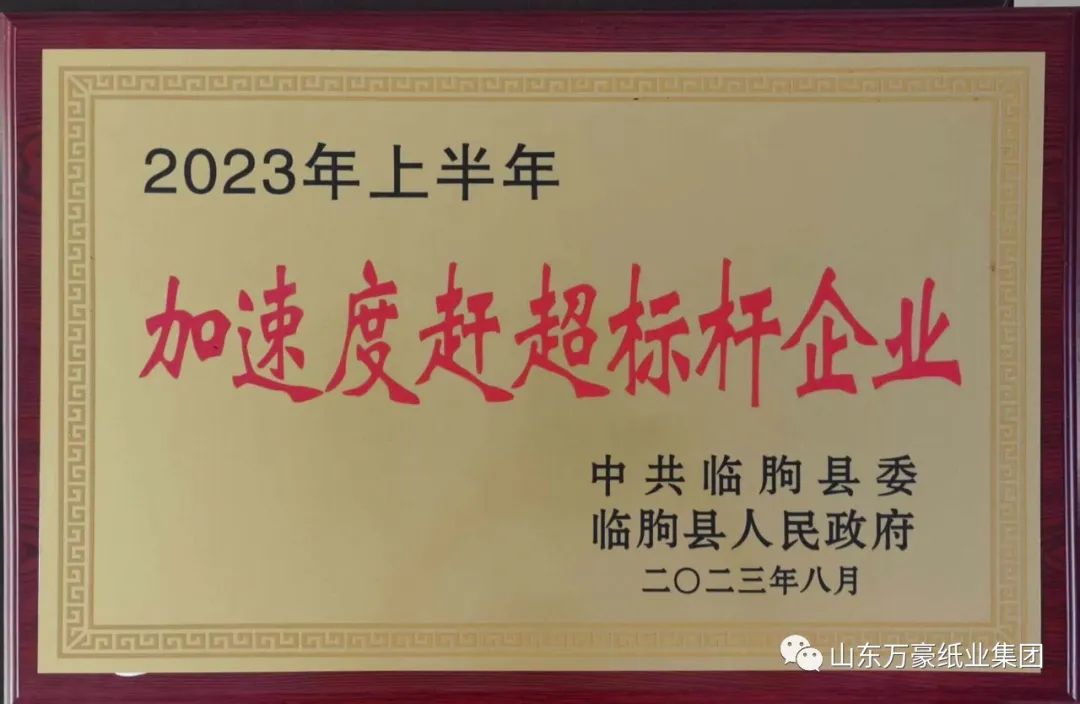 2023年上半年
加速度赶超标杆企业
中共临朐县委
临朐县人民政府
二〇二三年八月
山东万豪纸业集团